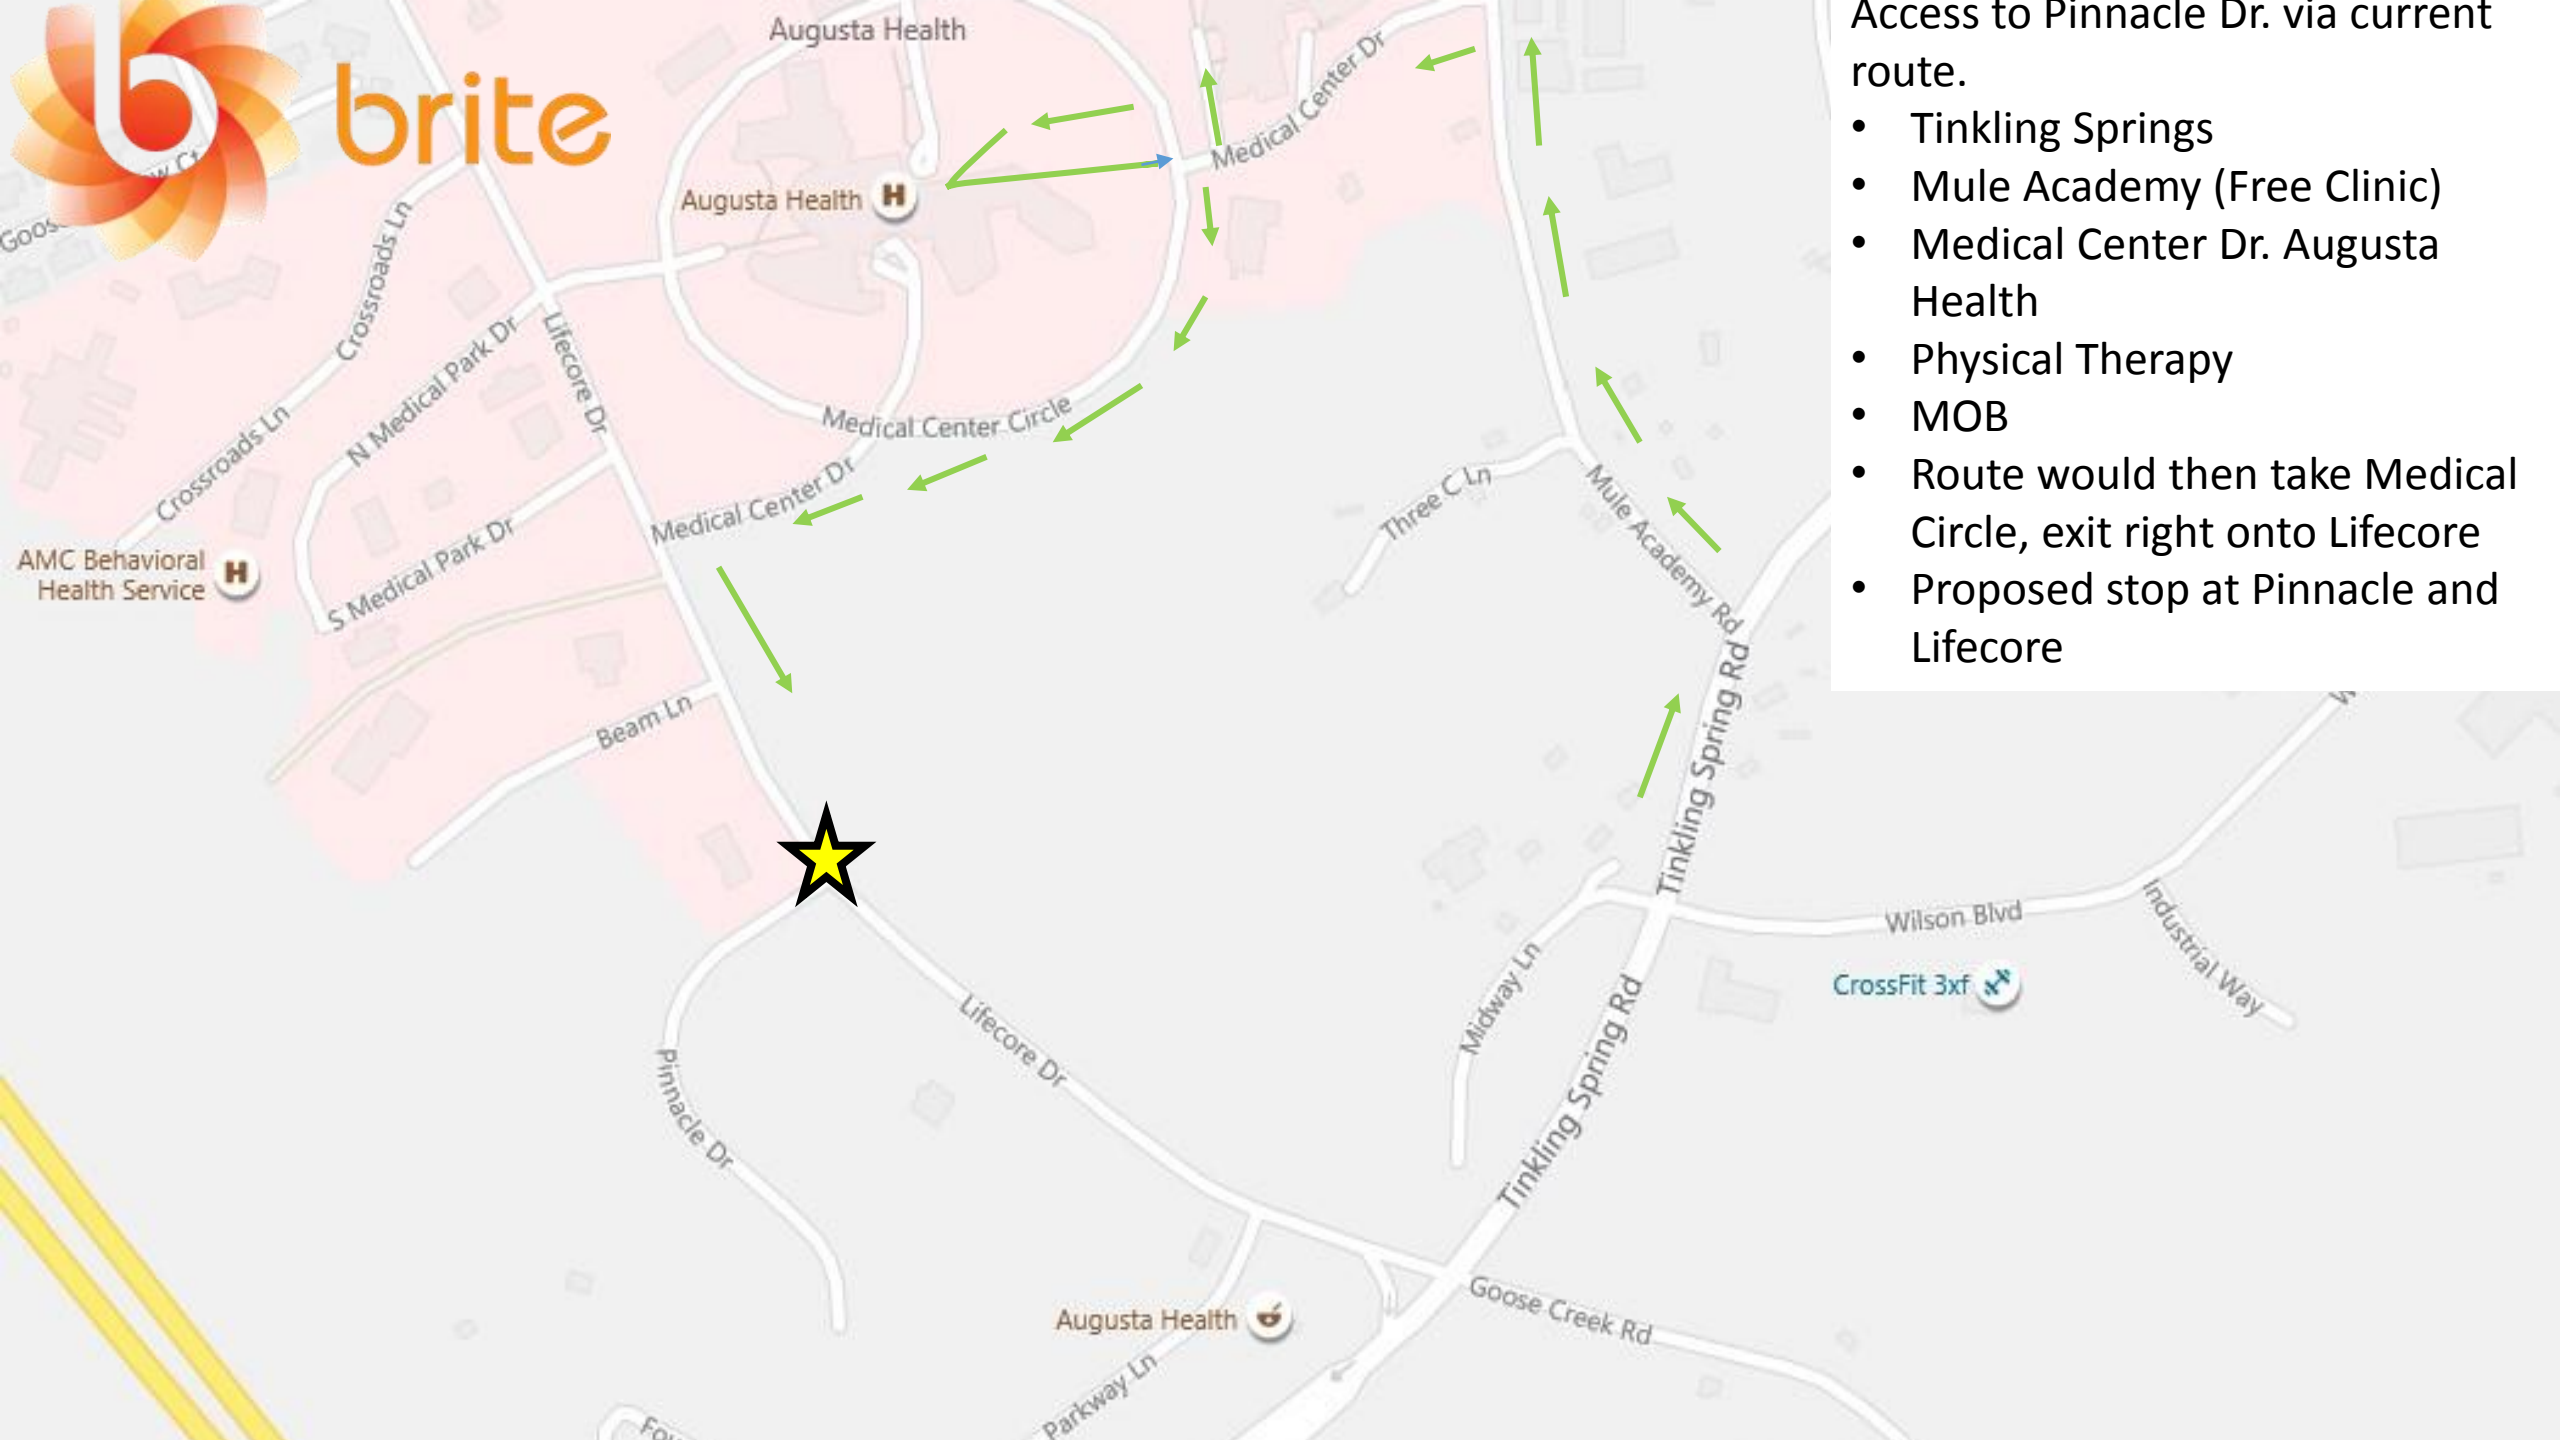 Access to Pinnacle Dr. via current
route.
• Tinkling Springs
• Mule Academy (Free Clinic)
• Medical Center Dr. Augusta
Health
• Physical Therapy
• MOB
• Route would then take Medical
Circle, exit right onto Lifecore
• Proposed stop at Pinnacle and
Lifecore
b brite
Augusta Health
Medical Center Dr
Augusta Health H
Goos
w Ct
Crossroads Ln
Crossroads Ln
N Medical Park Dr
Lifecore Dr
Medical Center Circle
Medical Center Dr
S Medical Park Dr
AMC Behavioral
Health Service H
Three C Ln
Mule Academy Rd
Tinkling Spring Rd
Beam Ln
Wilson Blvd
Industrial Way
CrossFit 3xf
Midway Ln
Tinkling Spring Rd
Lifecore Dr
Pinnacle Dr
Goose Creek Rd
Augusta Health
Parkway Ln
Fou